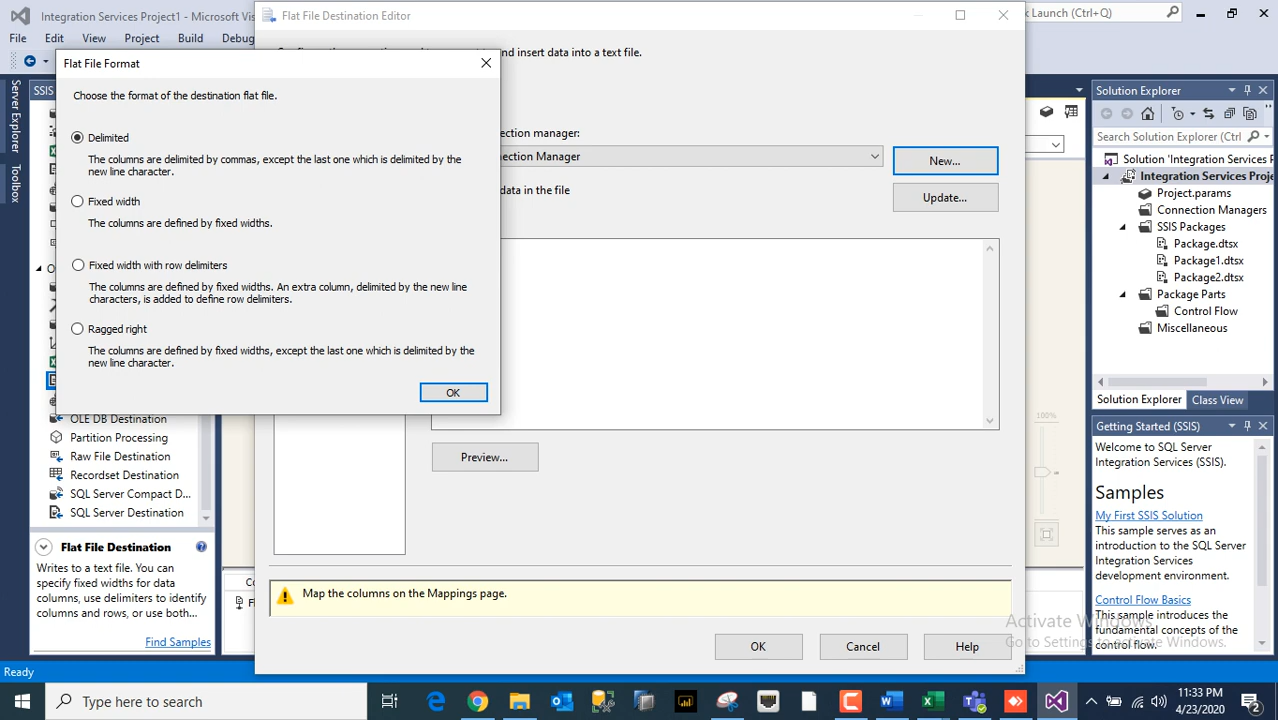 Integration Services Project1 - Microsoft Vis
Flat File Destination Editor
k Launch (Ctrl+Q)
File Edit View Project Build Debug
and insert data into a text file.
Flat File Format
Choose the format of the destination flat file.
Delimited
The columns are delimited by commas, except the last one which is delimited by the
new line character.
Fixed width
The columns are defined by fixed widths.
Fixed width with row delimiters
The columns are defined by fixed widths. An extra column, delimited by the new line
characters, is added to define row delimiters.
Ragged right
The columns are defined by fixed widths, except the last one which is delimited by the
new line character.
OK
nection manager:
nection Manager
New...
data in the file
Update...
Preview...
Map the columns on the Mappings page.
OK Cancel Help
Server Explorer
Toolbox
SSIS
OLE DB Destination
Partition Processing
Raw File Destination
Recordset Destination
SQL Server Compact D...
SQL Server Destination
Flat File Destination
Writes to a text file. You can
specify fixed widths for data
columns, use delimiters to identify
columns and rows, or use both...
Find Samples
Solution Explorer
Search Solution Explorer (Ctrl
Solution 'Integration Services P
Integration Services Proje
Project.params
Connection Managers
SSIS Packages
Package.dtsx
Package1.dtsx
Package2.dtsx
Package Parts
Control Flow
Miscellaneous
Solution Explorer Class View
100%
Getting Started (SSIS)
Welcome to SQL Server
Integration Services (SSIS).
Samples
My First SSIS Solution
This sample serves as an
introduction to the SQL Server
Integration Services
development environment.
Control Flow Basics
This sample introduces the
fundamental concepts of the
control flow.
Activate Windows
Go to Settings to activate Windows.
Ready
Type here to search
11:33 PM
4/23/2020
2